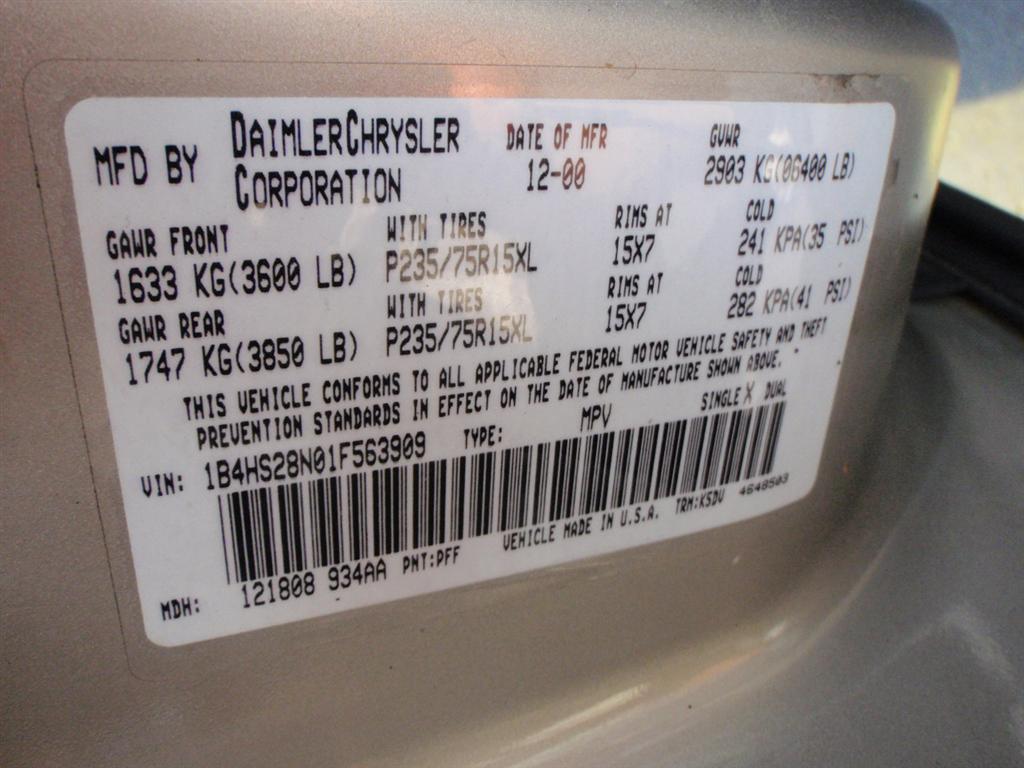 MFD BY DAIMLERCHRYSLER CORPORATION DATE OF MFR 12-00 GVWR 2903 KG(06400 LB)
GAWR FRONT WITH TIRES RIMS AT COLD
1633 KG(3600 LB) P235/75R15XL 15X7 241 KPA(35 PSI)
GAWR REAR WITH TIRES RIMS AT COLD
1747 KG(3850 LB) P235/75R15XL 15X7 282 KPA(41 PSI)
THIS VEHICLE CONFORMS TO ALL APPLICABLE FEDERAL MOTOR VEHICLE SAFETY AND THEFT
PREVENTION STANDARDS IN EFFECT ON THE DATE OF MANUFACTURE SHOWN ABOVE.
VIN: 1B4HS28N01F563909 TYPE: MPV SINGLE X DUAL
MDH: 121808 934AA PNT:PFF VEHICLE MADE IN U.S.A. TRM:K5DV 4648503